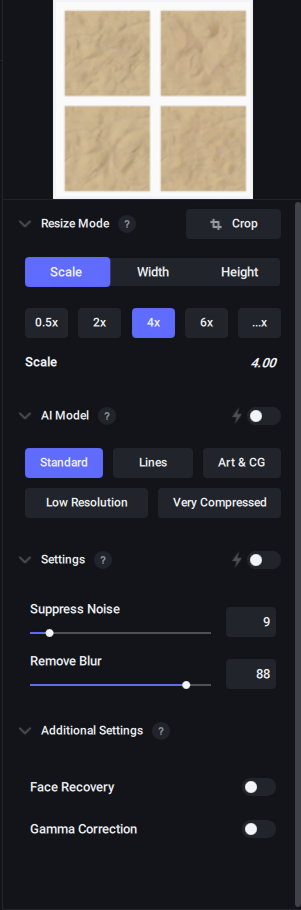 Resize Mode ? Crop
Scale Width Height
0.5x 2x 4x 6x ...x
Scale 4.00
AI Model ?
Standard Lines Art & CG
Low Resolution Very Compressed
Settings ?
Suppress Noise 9
Remove Blur 88
Additional Settings ?
Face Recovery
Gamma Correction